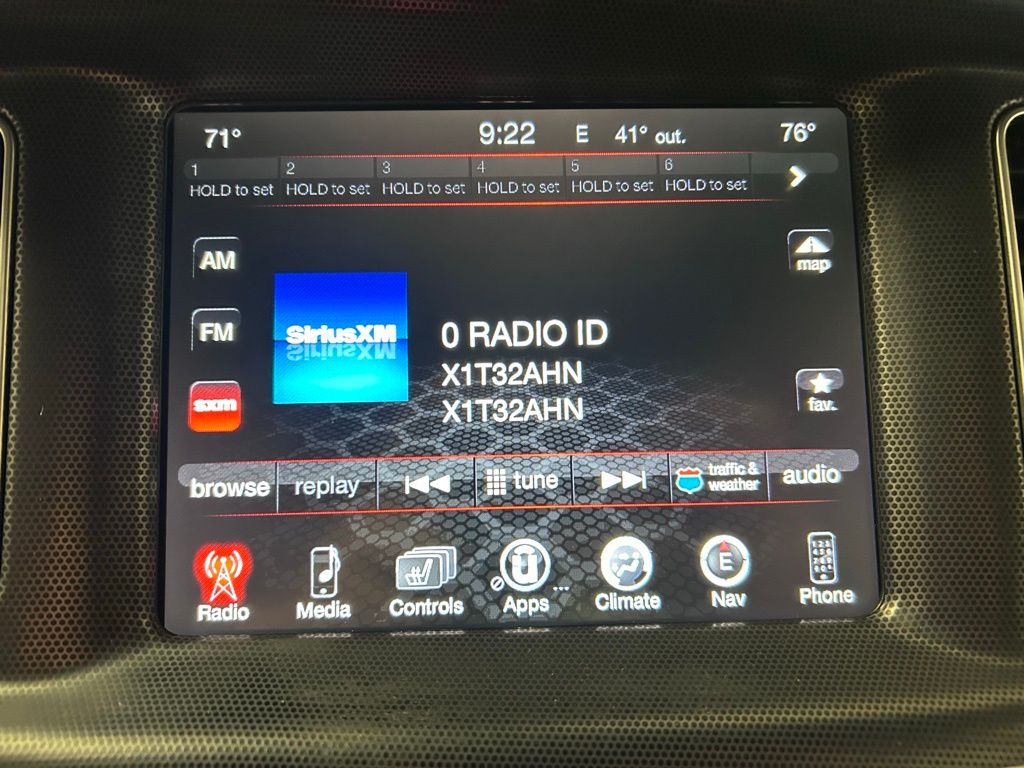 71° 9:22 E 41° out. 76°
1 2 3 4 5 6
HOLD to set HOLD to set HOLD to set HOLD to set HOLD to set HOLD to set
AM
map
FM
SiriusXM
0 RADIO ID
X1T32AHN
sxm
fav.
X1T32AHN
browse replay tune traffic & weather audio
E
Radio Media Controls Apps ... Climate Nav Phone